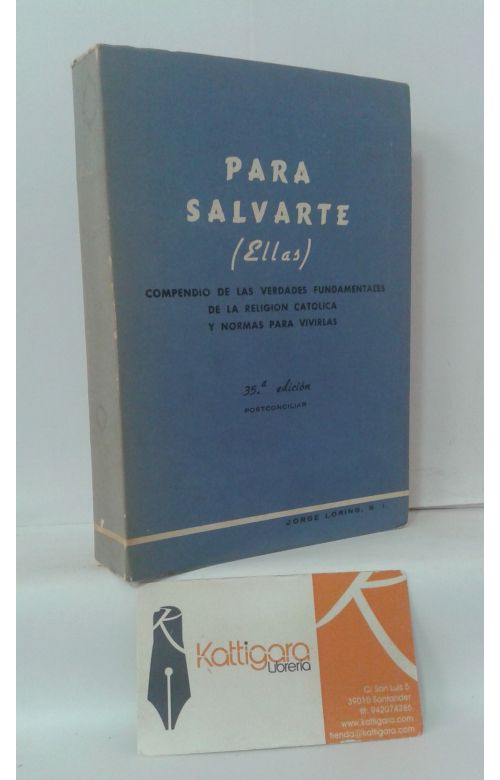 PARA
SALVARTE
(Ellas)
COMPENDIO DE LAS VERDADES FUNDAMENTALES
DE LA RELIGION CATOLICA
Y NORMAS PARA VIVIRLAS
35.ª edición
POSTCONCILIAR
JORGE LORING, S. I.
Kattigara
Librería
C/ San Luis 5
39010 Santander
tlf: 942074286
www.kattigara.com
tienda@kattigara.com